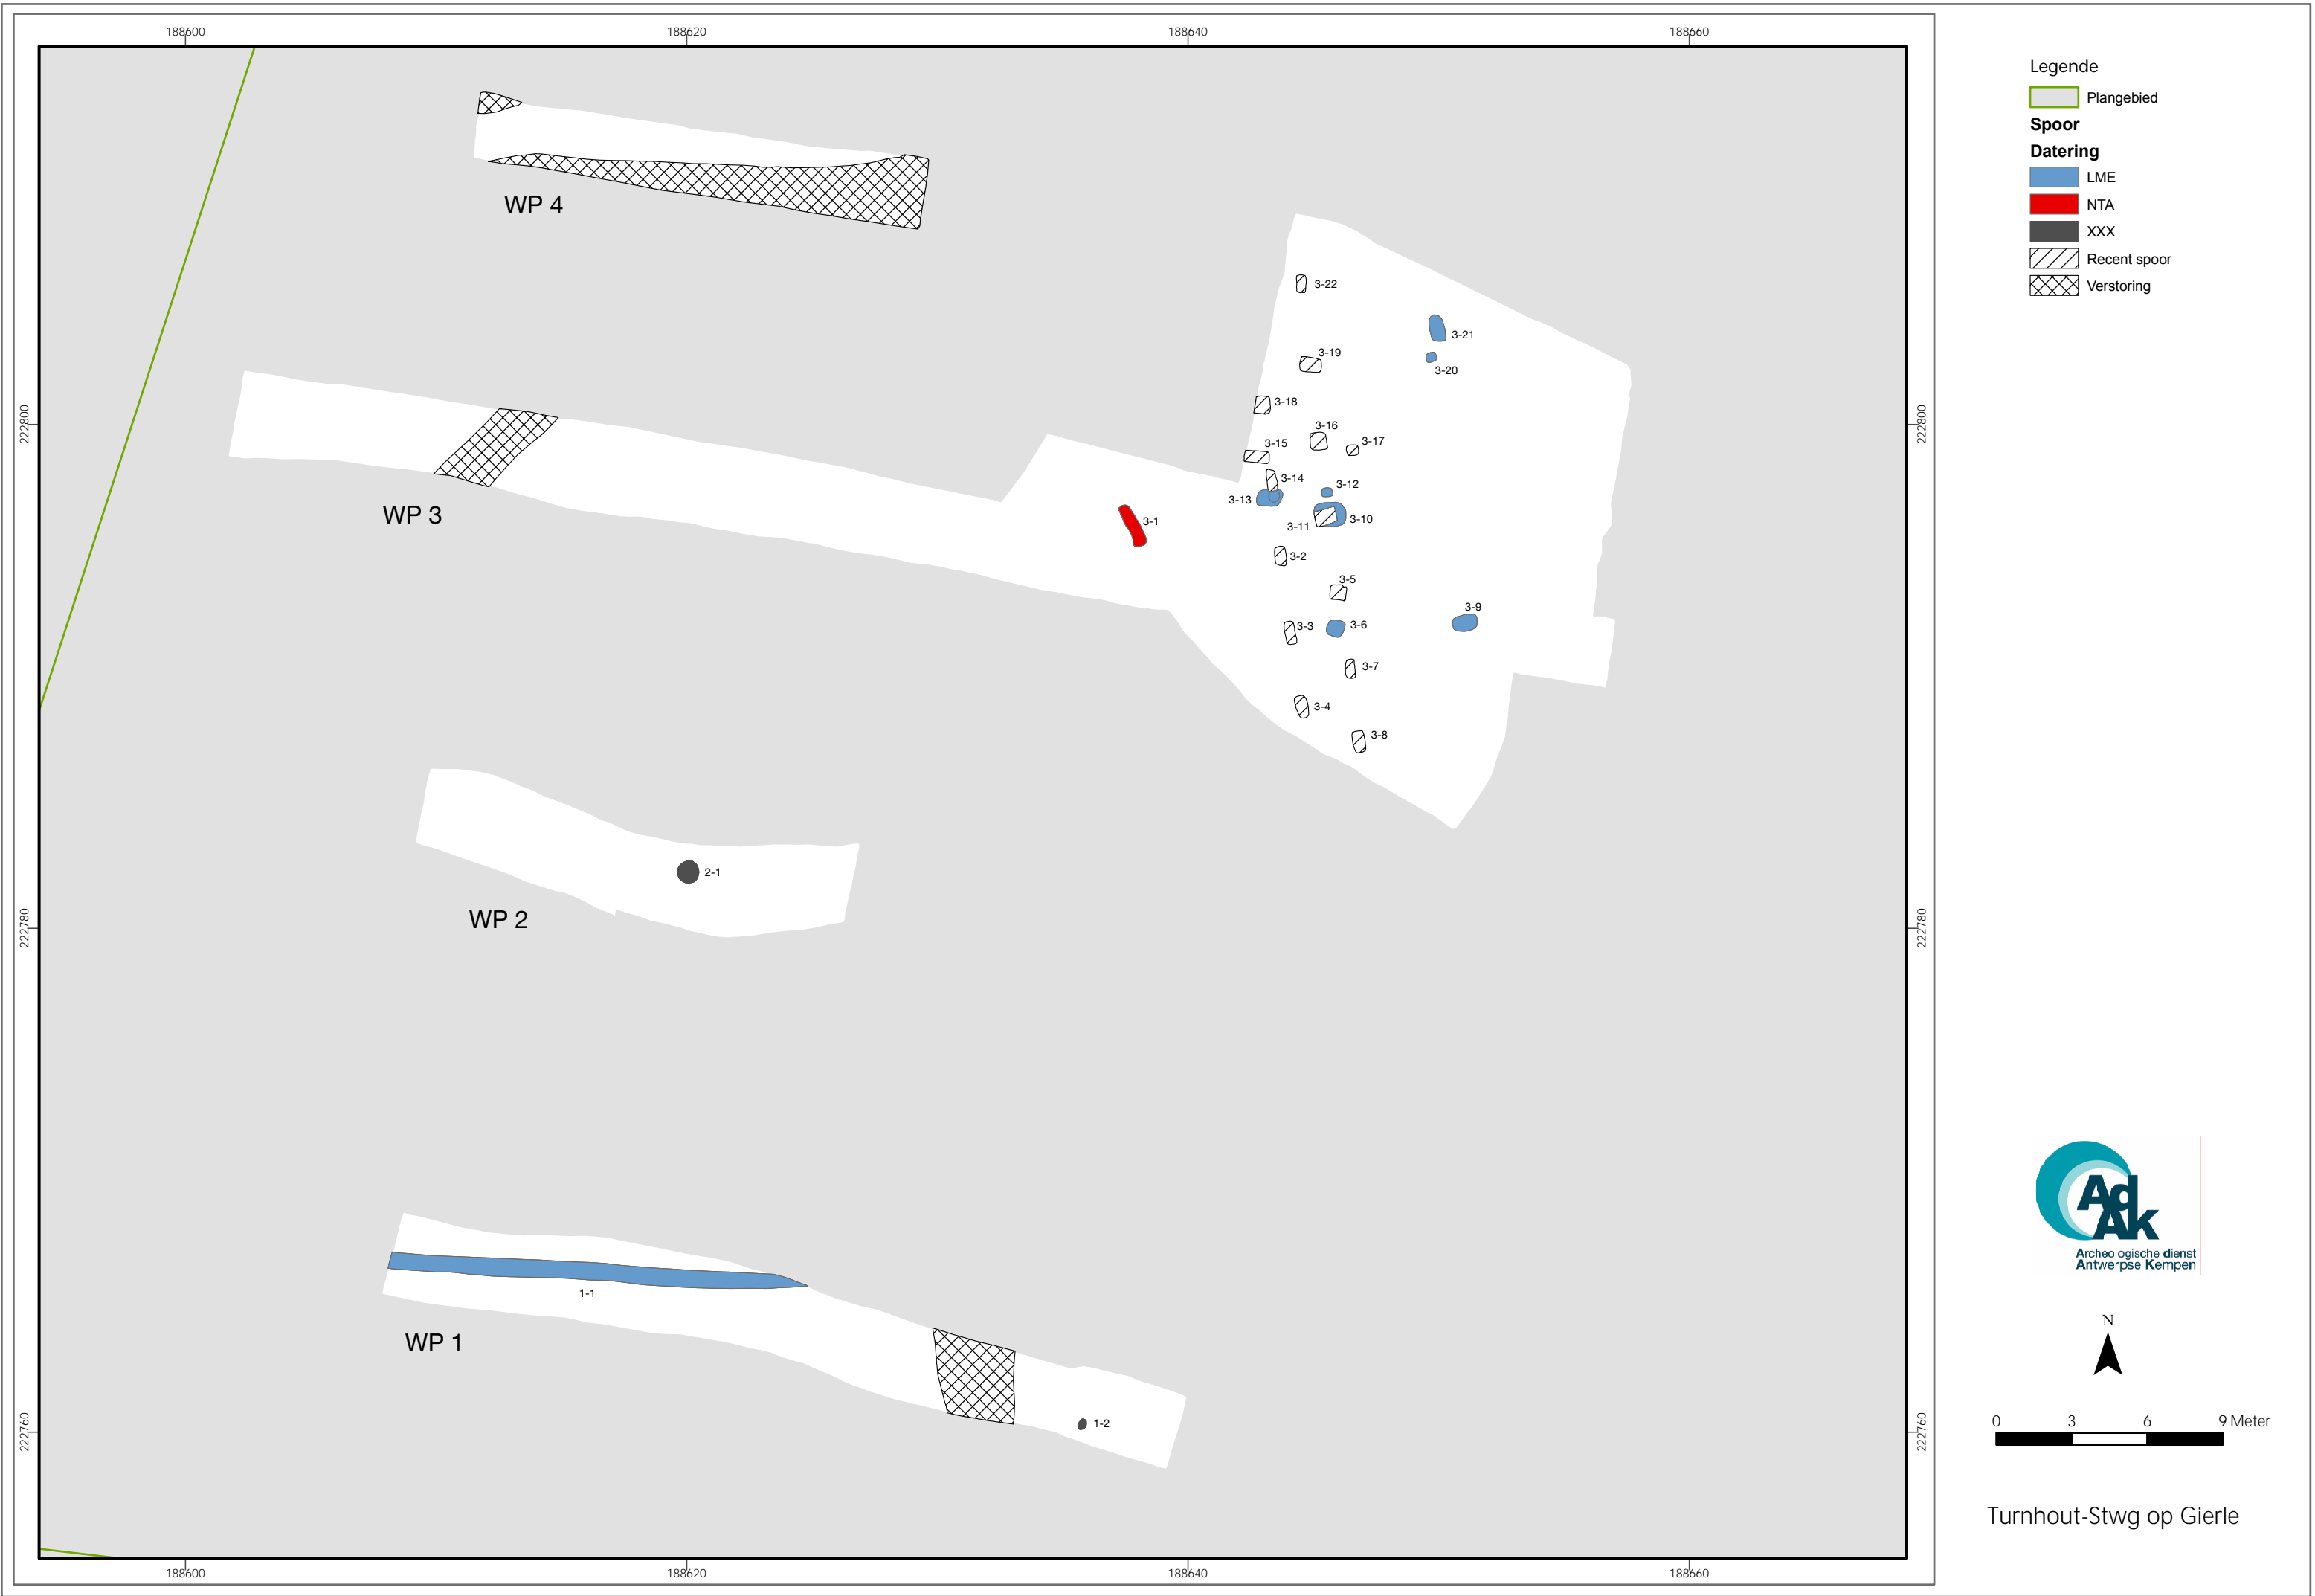 188600 188620 188640 188660
Legende
Plangebied
Spoor
Datering
LME
NTA
XXX
Recent spoor
Verstoring
WP 4
3-22
3-21
3-19
3-20
3-18
222800 222800
3-16
3-15
3-17
3-14
3-12
3-13
WP 3
3-10
3-1
3-11
3-2
3-5
3-9
3-3
3-6
3-7
3-4
3-8
2-1
WP 2
222780 222780
Ad
Ak
Archeologische dienst
Antwerpse Kempen
1-1
N
WP 1
1-2
0 3 6 9 Meter
222760 222760
Turnhout-Stwg op Gierle
188600 188620 188640 188660